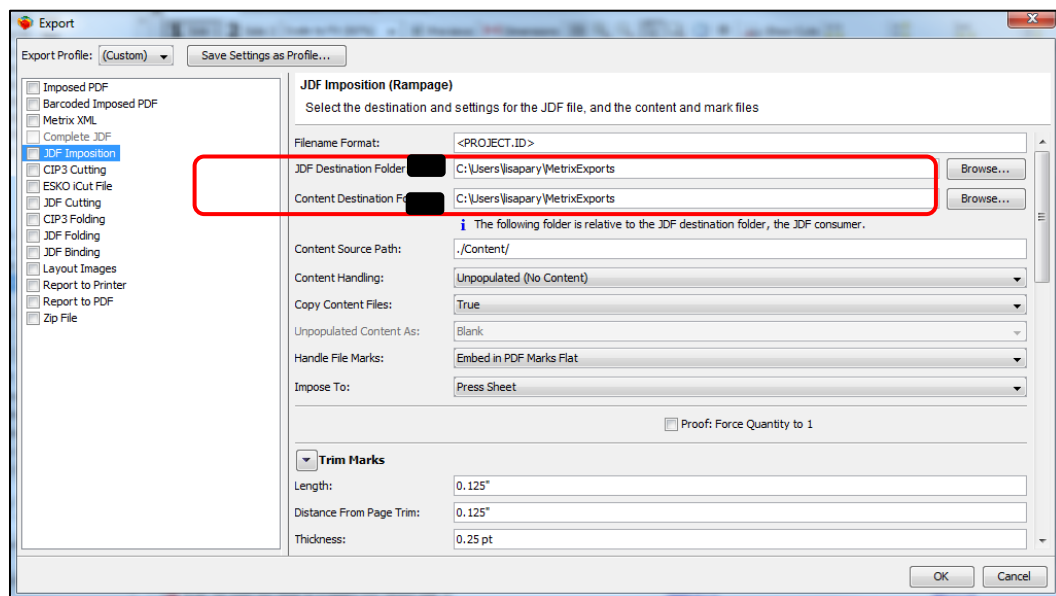 Export
Export Profile: (Custom) Save Settings as Profile...
Imposed PDF
Barcoded Imposed PDF
Metrix XML
Complete JDF
JDF Imposition
CIP3 Cutting
ESKO iCut File
JDF Cutting
CIP3 Folding
JDF Folding
JDF Binding
Layout Images
Report to Printer
Report to PDF
Zip File
JDF Imposition (Rampage)
Select the destination and settings for the JDF file, and the content and mark files
Filename Format: <PROJECT.ID>
JDF Destination Folder C:\Users\lisapary\MetrixExports Browse...
Content Destination C:\Users\lisapary\MetrixExports Browse...
i The following folder is relative to the JDF destination folder, the JDF consumer.
Content Source Path: ./Content/
Content Handling: Unpopulated (No Content)
Copy Content Files: True
Unpopulated Content As: Blank
Handle File Marks: Embed in PDF Marks Flat
Impose To: Press Sheet
Proof: Force Quantity to 1
Trim Marks
Length: 0.125"
Distance From Page Trim: 0.125"
Thickness: 0.25 pt
OK Cancel